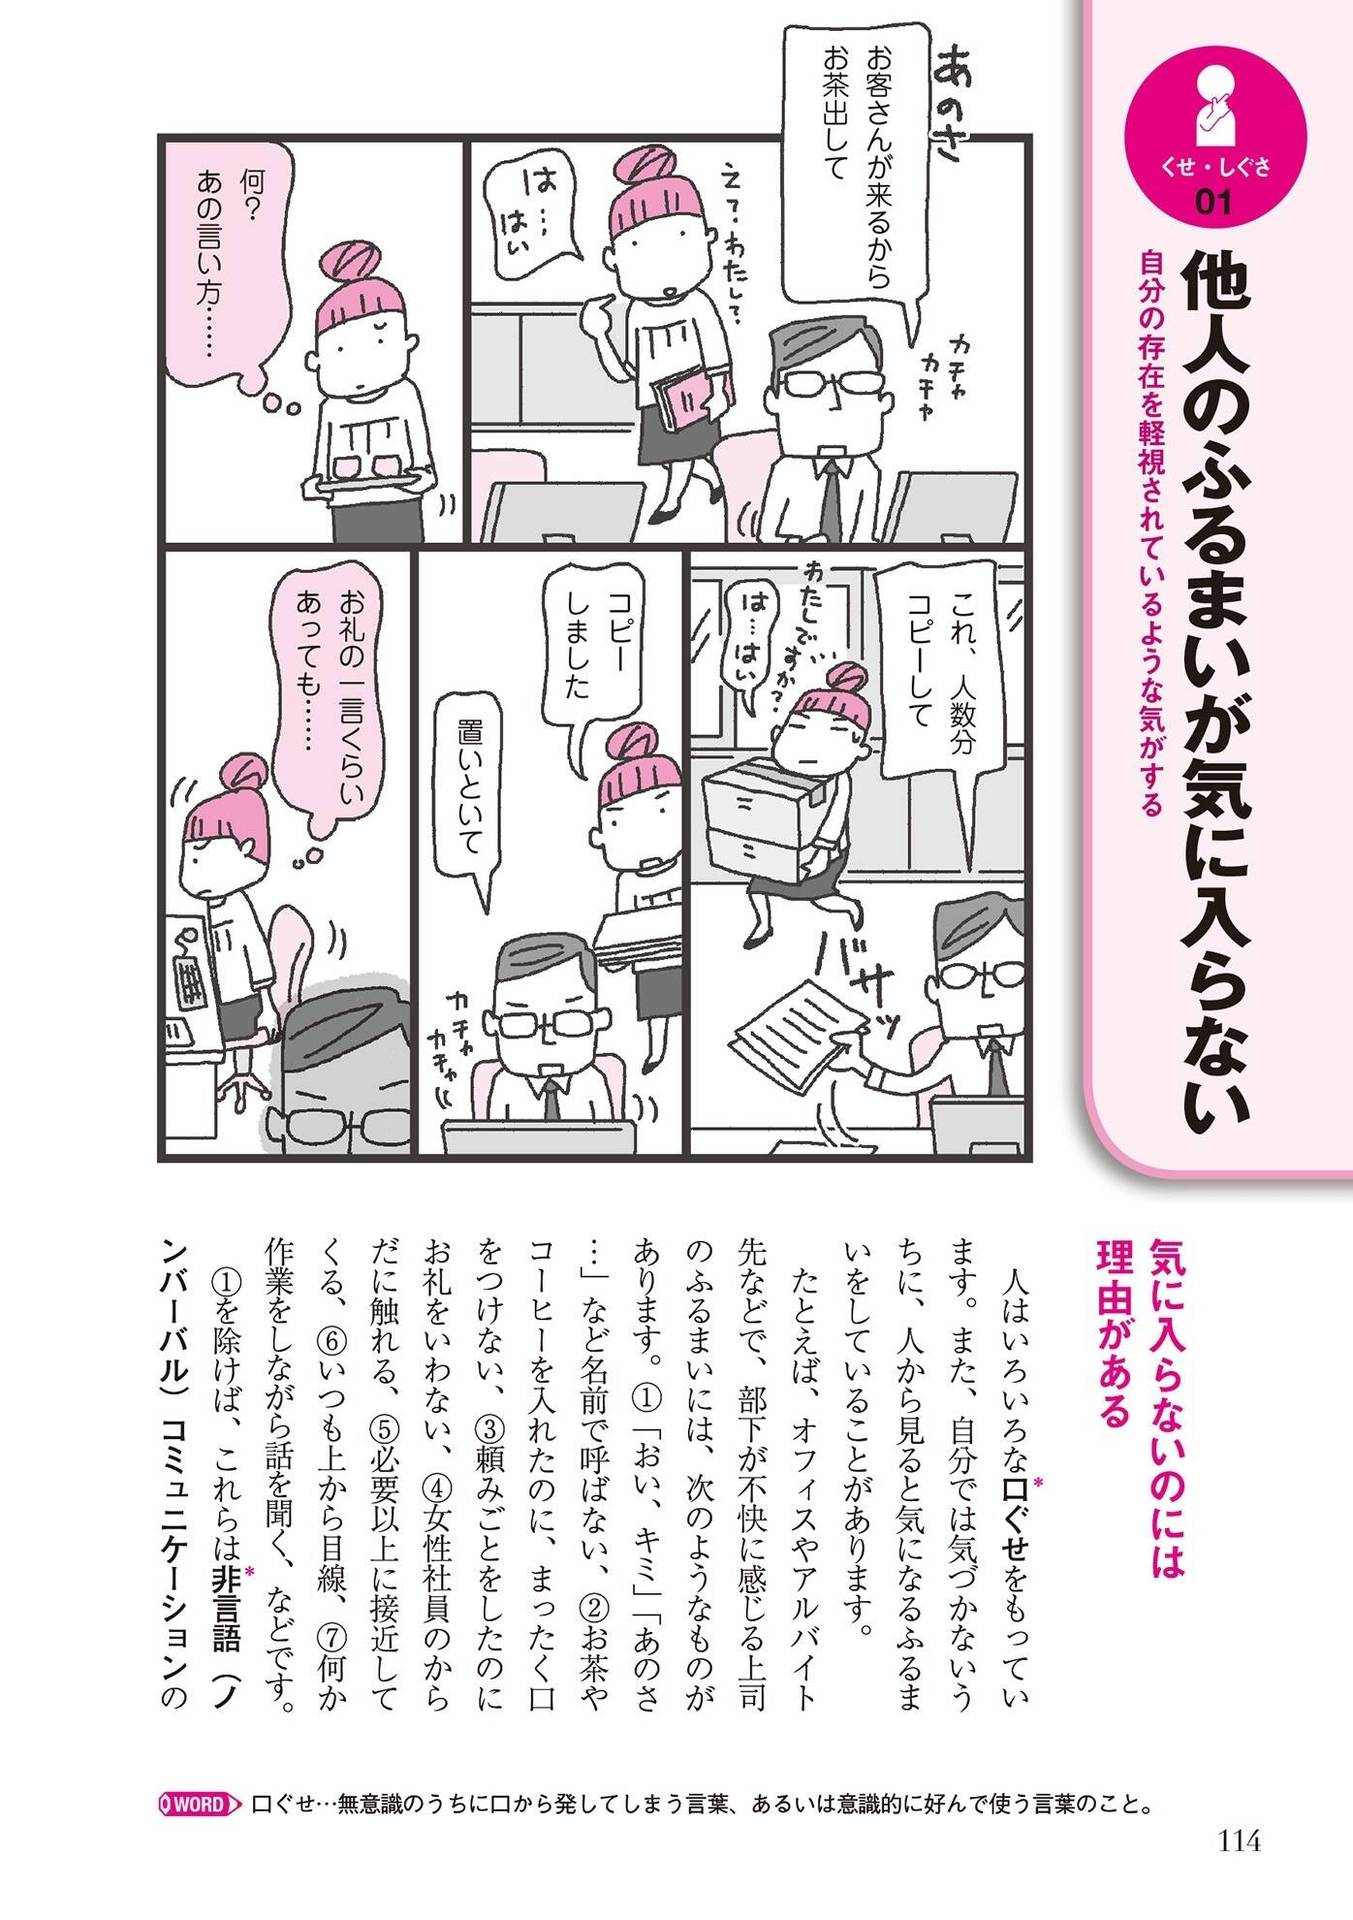 くせ・しぐさ
01
他人のふるまいが気に入らない
自分の存在を軽視されているような気がする
あのさ
お客さんが来るから
お茶出して
カチャ
カチャ
え?、わたしって?
は…
はい
何?
あの言い方……
これ、人数分
コピーして
わたしですか?…
は…はい
バサッ
コピー
しました
置いといて
カチャ
カチャ
お礼の一言くらい
あっても……
気に入らないのには
理由がある
人はいろいろな口ぐせ*をもってい
ます。また、自分では気づかないう
ちに、人から見ると気になるふるま
いをしていることがあります。
たとえば、オフィスやアルバイト
先などで、部下が不快に感じる上司
のふるまいには、次のようなものが
あります。①「おい、キミ」「あのさ
…」など名前で呼ばない、②お茶や
コーヒーを入れたのに、まったく口
をつけない、③頼みごとをしたのに
お礼をいわない、④女性社員のから
だに触れる、⑤必要以上に接近して
くる、⑥いつも上から目線、⑦何か
作業をしながら話を聞く、などです。
①を除けば、これらは非言語*（ノ
ンバーバル）コミュニケーションの
WORD 口ぐせ…無意識のうちに口から発してしまう言葉、あるいは意識的に好んで使う言葉のこと。
114